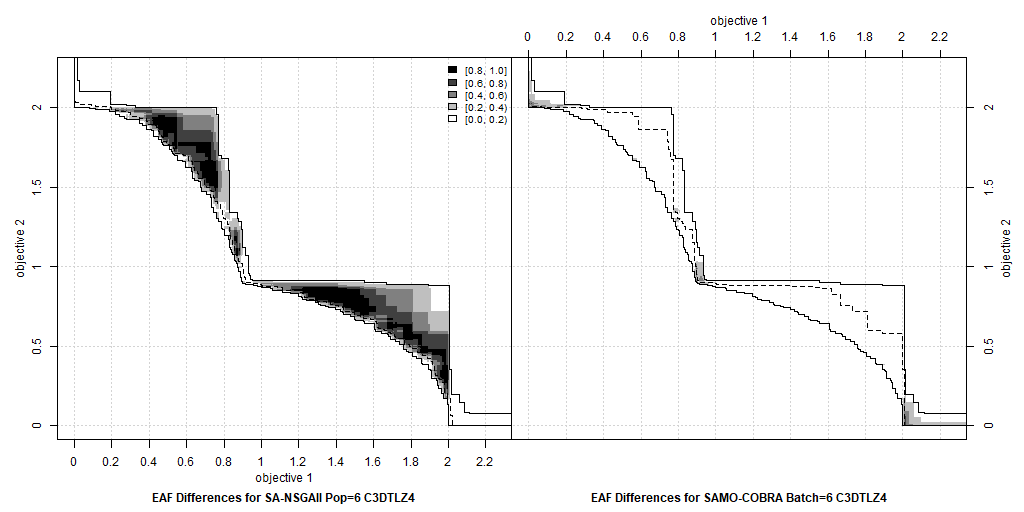 objective 1
0 0.2 0.4 0.6 0.8 1 1.2 1.4 1.6 1.8 2 2.2
[0.8, 1.0]
[0.6, 0.8)
[0.4, 0.6)
[0.2, 0.4)
[0.0, 0.2)
2
1.5
1
0.5
0
objective 2
2
1.5
1
0.5
0
objective 2
0 0.2 0.4 0.6 0.8 1 1.2 1.4 1.6 1.8 2 2.2
objective 1
EAF Differences for SA-NSGAII Pop=6 C3DTLZ4
EAF Differences for SAMO-COBRA Batch=6 C3DTLZ4